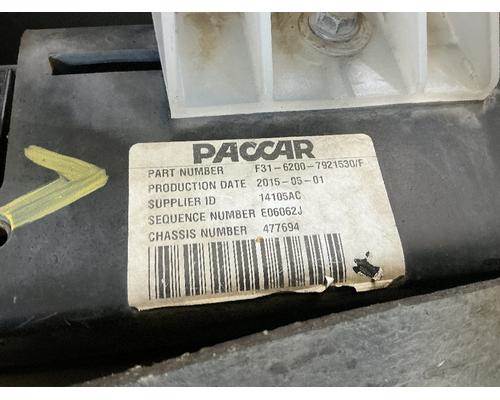 PACCAR
PART NUMBER F31-6200-7921530/F
PRODUCTION DATE 2015-05-01
SUPPLIER ID 14105AC
SEQUENCE NUMBER E06062J
CHASSIS NUMBER 477694